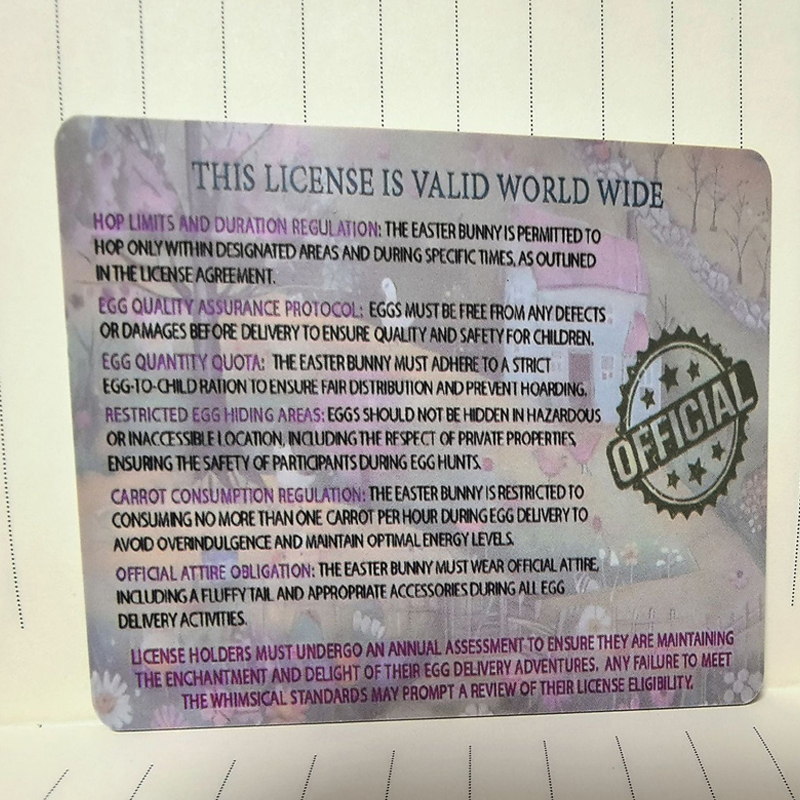 THIS LICENSE IS VALID WORLD WIDE
HOP LIMITS AND DURATION REGULATION: THE EASTER BUNNY IS PERMITTED TO
HOP ONLY WITHIN DESIGNATED AREAS AND DURING SPECIFIC TIMES, AS OUTLINED
IN THE LICENSE AGREEMENT.
EGG QUALITY ASSURANCE PROTOCOL: EGGS MUST BE FREE FROM ANY DEFECTS
OR DAMAGES BEFORE DELIVERY TO ENSURE QUALITY AND SAFETY FOR CHILDREN.
EGG QUANTITY QUOTA: THE EASTER BUNNY MUST ADHERE TO A STRICT
EGG-TO-CHILD RATION TO ENSURE FAIR DISTRIBUTION AND PREVENT HOARDING.
RESTRICTED EGG HIDING AREAS: EGGS SHOULD NOT BE HIDDEN IN HAZARDOUS
OR INACCESSIBLE LOCATION, INCLUDING THE RESPECT OF PRIVATE PROPERTIES,
ENSURING THE SAFETY OF PARTICIPANTS DURING EGG HUNTS.
CARROT CONSUMPTION REGULATION: THE EASTER BUNNY IS RESTRICTED TO
CONSUMING NO MORE THAN ONE CARROT PER HOUR DURING EGG DELIVERY TO
AVOID OVERINDULGENCE AND MAINTAIN OPTIMAL ENERGY LEVELS.
OFFICIAL ATTIRE OBLIGATION: THE EASTER BUNNY MUST WEAR OFFICIAL ATTIRE,
INCLUDING A FLUFFY TAIL AND APPROPRIATE ACCESSORIES DURING ALL EGG
DELIVERY ACTIVITIES.
LICENSE HOLDERS MUST UNDERGO AN ANNUAL ASSESSMENT TO ENSURE THEY ARE MAINTAINING
THE ENCHANTMENT AND DELIGHT OF THEIR EGG DELIVERY ADVENTURES. ANY FAILURE TO MEET
THE WHIMSICAL STANDARDS MAY PROMPT A REVIEW OF THEIR LICENSE ELIGIBILITY.
OFFICIAL